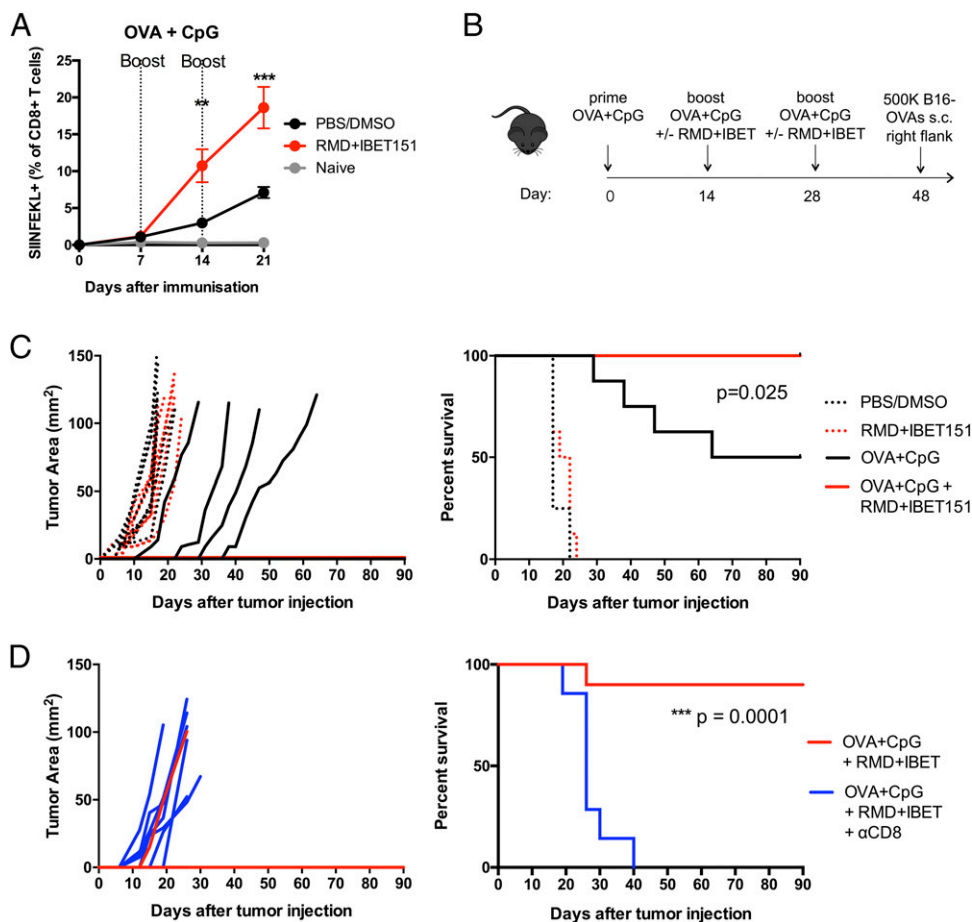 A
OVA + CpG
Boost Boost
25
20
15
10
5
0
** ***
SIINFEKL+ (% of CD8+ T cells)
0 7 14 21
Days after immunisation
PBS/DMSO
RMD+IBET151
Naive
B
prime
OVA+CpG
boost
OVA+CpG
+/- RMD+IBET
boost
OVA+CpG
+/- RMD+IBET
500K B16-
OVAs s.c.
right flank
Day: 0 14 28 48
C
150
100
50
0
Tumor Area (mm²)
0 10 20 30 40 50 60 70 80 90
Days after tumor injection
100
50
0
Percent survival
p=0.025
0 10 20 30 40 50 60 70 80 90
Days after tumor injection
PBS/DMSO
RMD+IBET151
OVA+CpG
OVA+CpG +
RMD+IBET151
D
150
100
50
0
Tumor Area (mm²)
0 10 20 30 40 50 60 70 80 90
Days after tumor injection
100
50
0
Percent survival
*** p = 0.0001
0 10 20 30 40 50 60 70 80 90
Days after tumor injection
OVA+CpG
+ RMD+IBET
OVA+CpG
+ RMD+IBET
+ αCD8